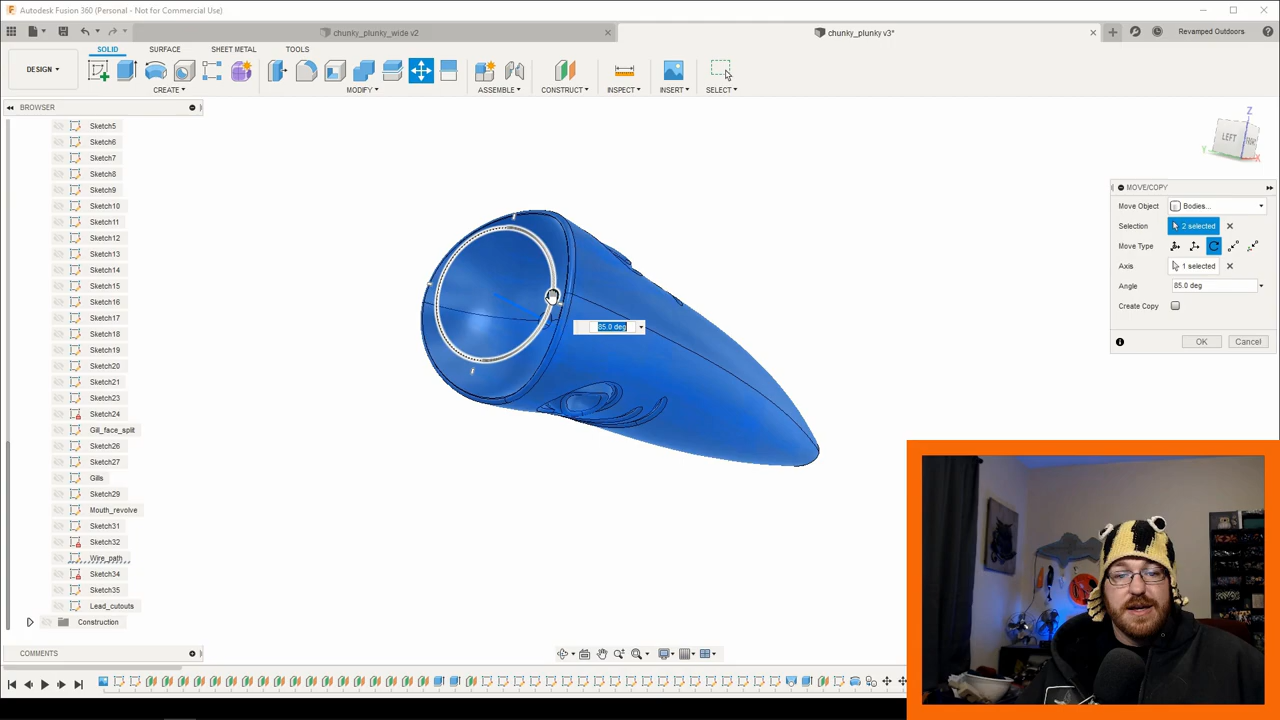 Autodesk Fusion 360 (Personal - Not for Commercial Use)
chunky_plunky_wide v2
chunky_plunky v3*
Revamped Outdoors
SOLID
SURFACE
SHEET METAL
TOOLS
DESIGN
CREATE
MODIFY
ASSEMBLE
CONSTRUCT
INSPECT
INSERT
SELECT
BROWSER
Sketch5
Sketch6
Sketch7
Sketch8
Sketch9
Sketch10
Sketch11
Sketch12
Sketch13
Sketch14
Sketch15
Sketch16
Sketch17
Sketch18
Sketch19
Sketch20
Sketch21
Sketch23
Sketch24
Gill_face_split
Sketch26
Sketch27
Gills
Sketch29
Mouth_revolve
Sketch31
Sketch32
Wire_path
Sketch34
Sketch35
Lead_cutouts
Construction
COMMENTS
Z
LEFT
Y
X
MOVE/COPY
Move Object
Bodies...
Selection
2 selected
Move Type
Axis
1 selected
Angle
85.0 deg
Create Copy
OK
Cancel
85.0 deg